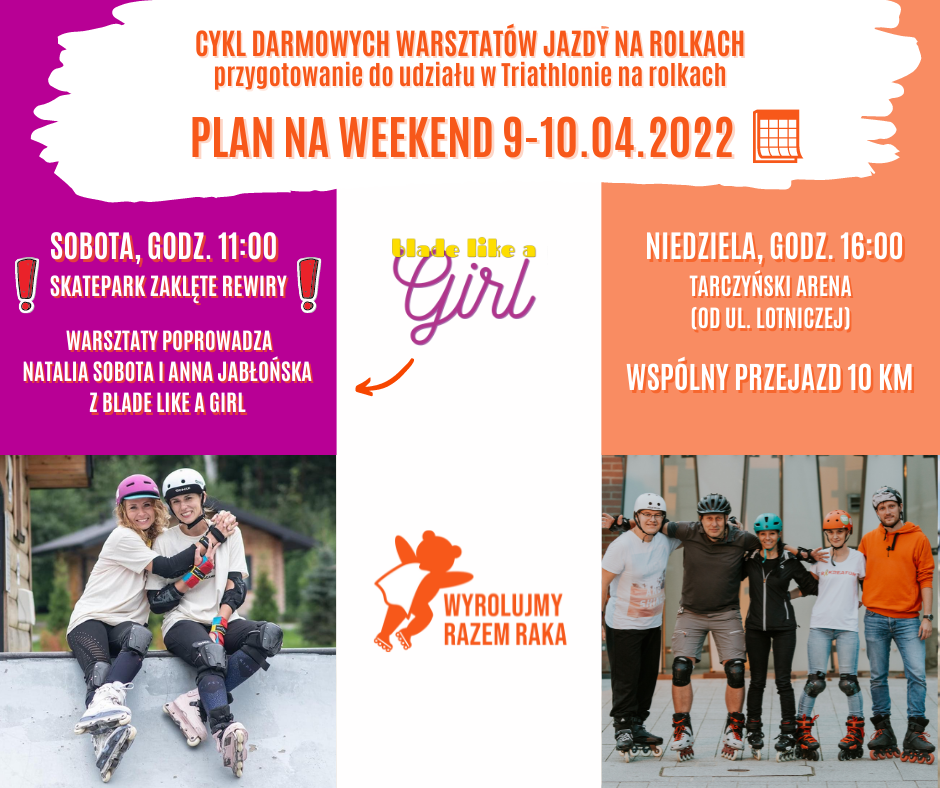 CYKL DARMOWYCH WARSZTATÓW JAZDY NA ROLKACH
przygotowanie do udziału w Triathlonie na rolkach
PLAN NA WEEKEND 9-10.04.2022
SOBOTA, GODZ. 11:00
SKATEPARK ZAKLĘTE REWIRY
WARSZTATY POPROWADZA
NATALIA SOBOTA I ANNA JABŁOŃSKA
Z BLADE LIKE A GIRL
blade like a
Girl
NIEDZIELA, GODZ. 16:00
TARCZYŃSKI ARENA
(OD UL. LOTNICZEJ)
WSPÓLNY PRZEJAZD 10 KM
WYROLUJMY
RAZEM RAKA